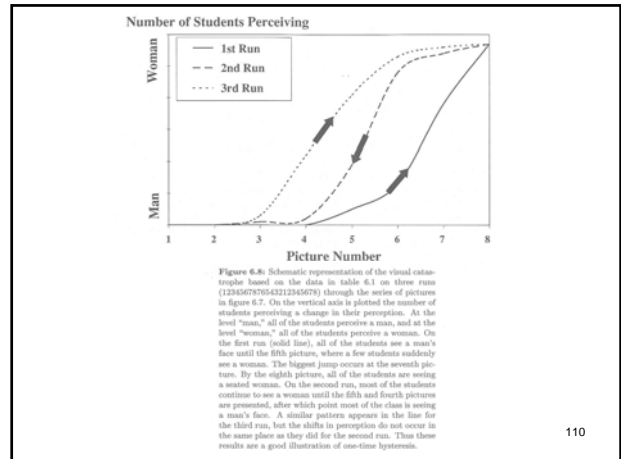 Number of Students Perceiving
Woman
Man
1st Run
2nd Run
3rd Run
1 2 3 4 5 6 7 8
Picture Number
Figure 6.8: Schematic representation of the visual catas-
trophe based on the data in table 6.1 on three runs
(1234567876543212345678) through the series of pictures
in figure 6.7. On the vertical axis is plotted the number of
students perceiving a change in their perception. At the
level “man,” all of the students perceive a man, and at the
level “woman,” all of the students perceive a woman. On
the first run (solid line), all of the students see a man's
face until the fifth picture, where a few students suddenly
see a woman. The biggest jump occurs at the seventh pic-
ture. By the eighth picture, all of the students are seeing
a seated woman. On the second run, most of the students
continue to see a woman until the fifth and fourth pictures
are presented, after which point most of the class is seeing
a man's face. A similar pattern appears in the line for
the third run, but the shifts in perception do not occur in
the same place as they did for the second run. Thus these
results are a good illustration of one-time hysteresis.
110